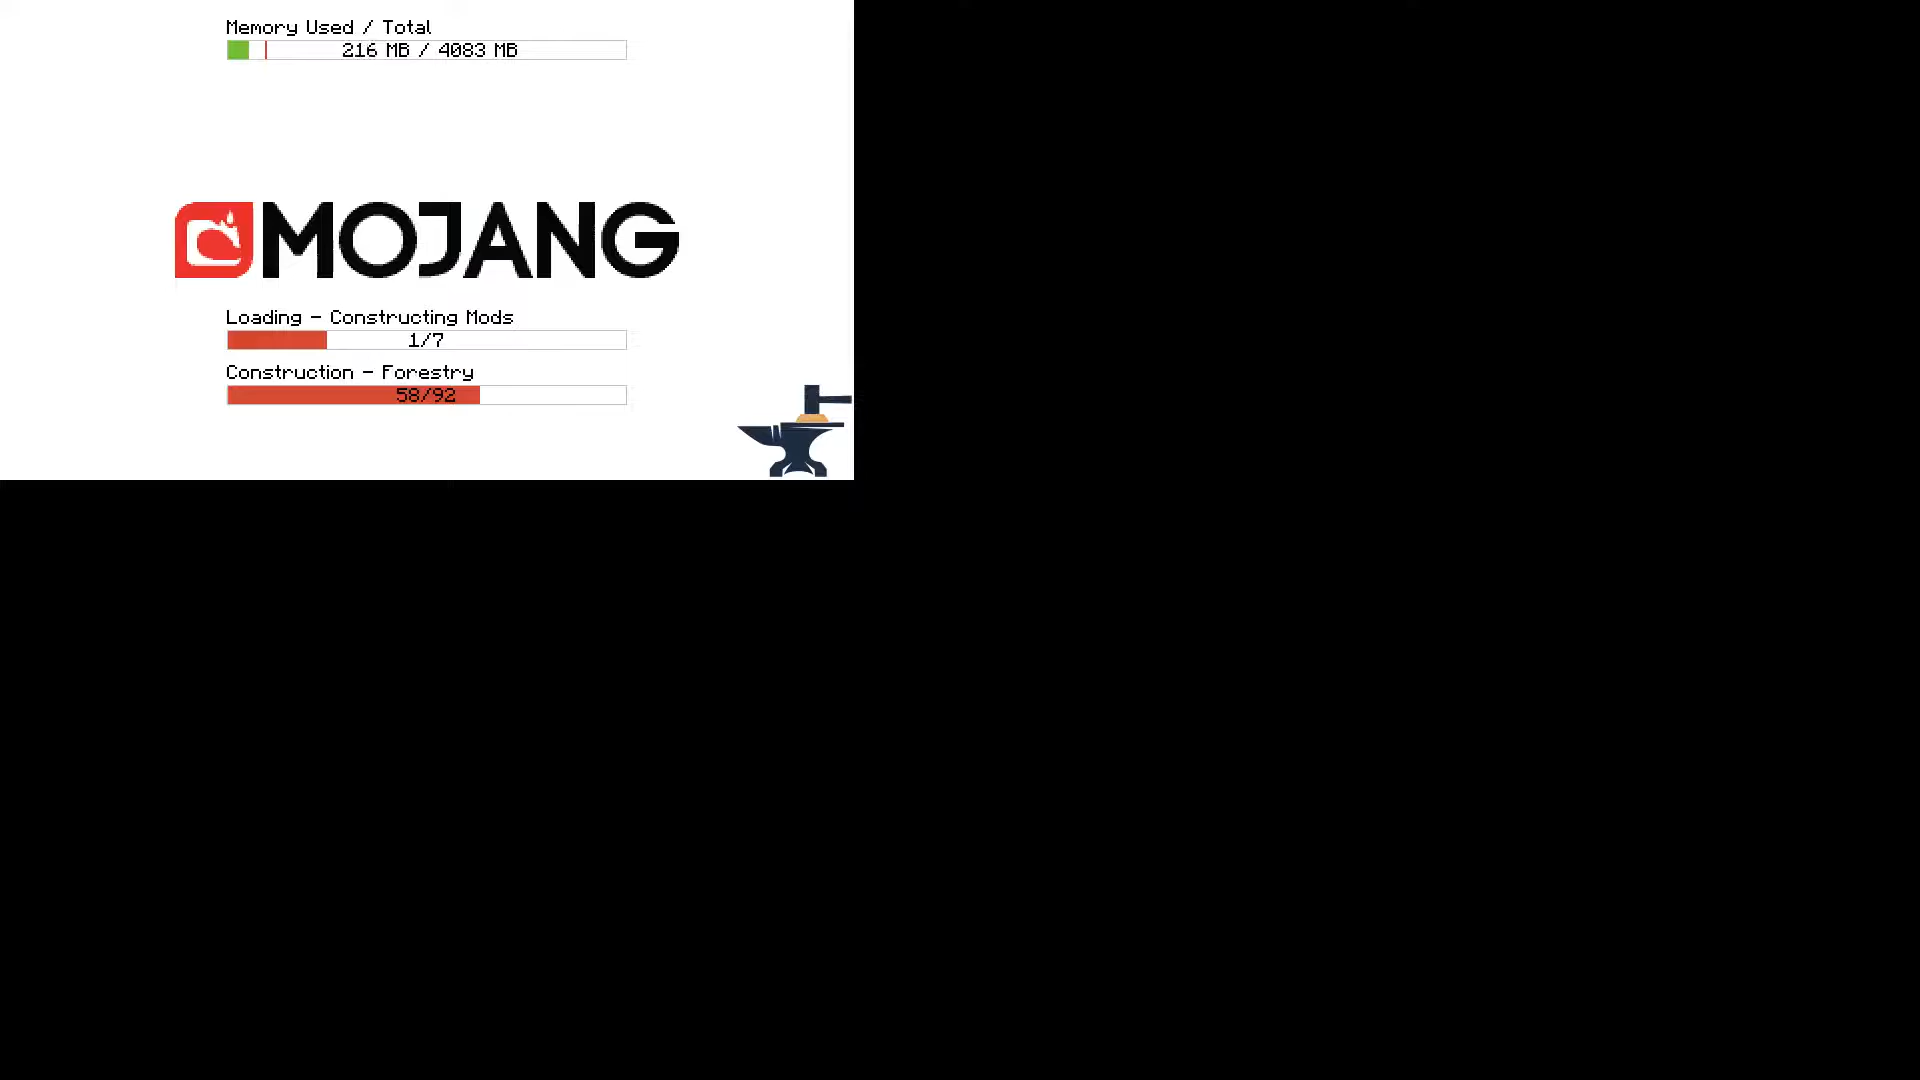 Memory Used / Total
216 MB / 4083 MB
MOJANG
Loading - Constructing Mods
1/7
Construction - Forestry
58/92